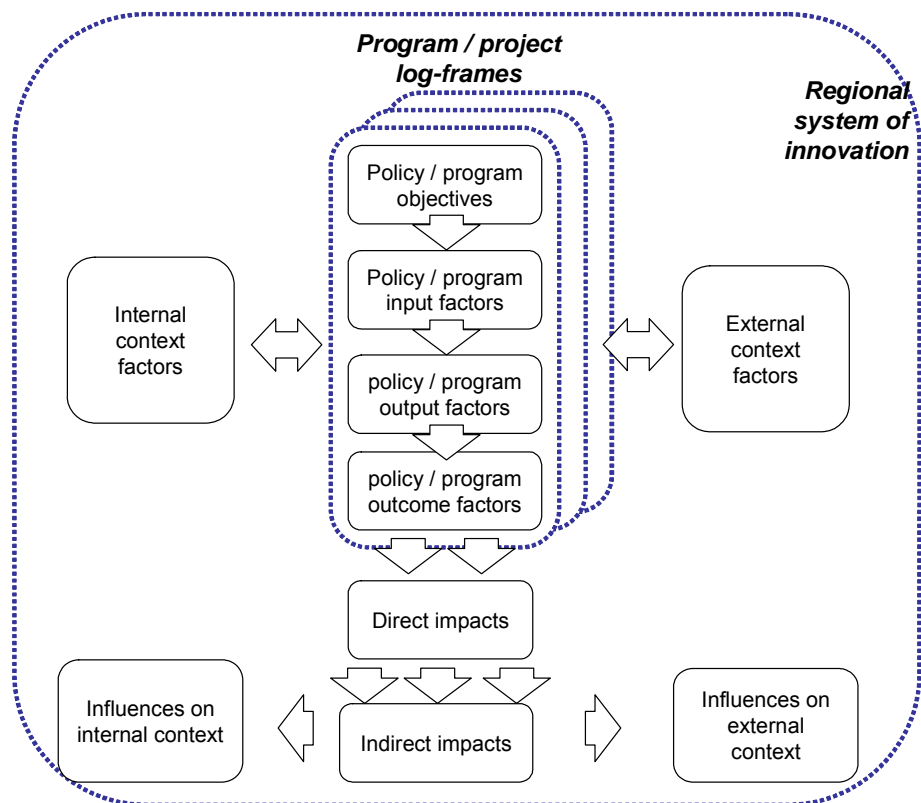 Program / project
log-frames
Regional
system of
innovation
Policy / program
objectives
Policy / program
input factors
Internal
context
factors
External
context
factors
policy / program
output factors
policy / program
outcome factors
Direct impacts
Influences on
internal context
Indirect impacts
Influences on
external
context